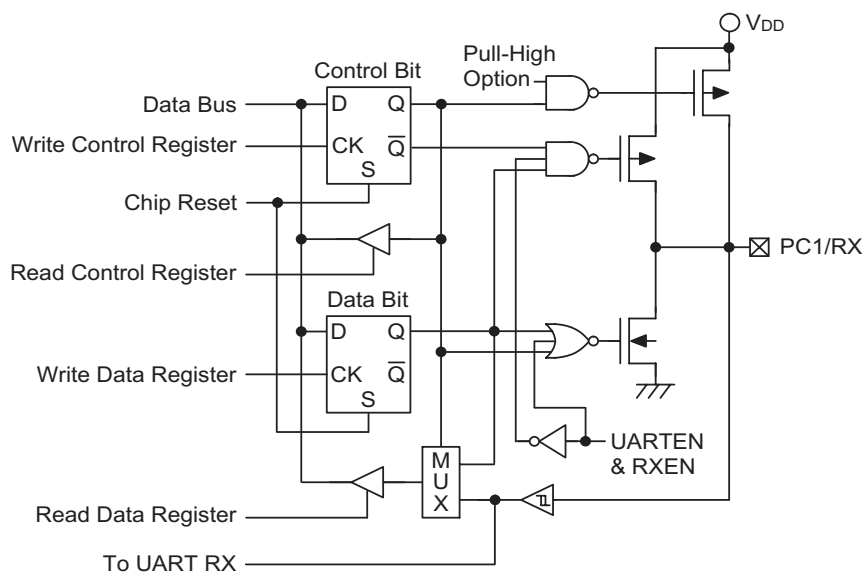 VDD
Pull-High
Option
Control Bit
Data Bus
D
Q
Write Control Register
CK
Q
S
Chip Reset
PC1/RX
Read Control Register
Data Bit
D
Q
Write Data Register
CK
Q
S
UARTEN
& RXEN
M
U
X
Read Data Register
To UART RX